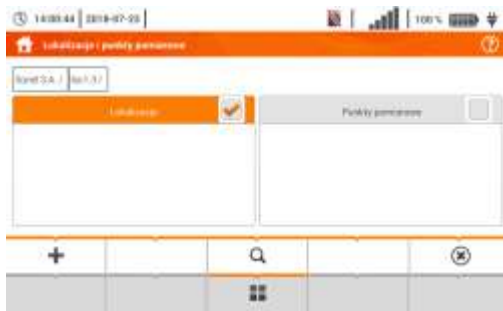 14:00:44 2018-07-23 100%
Lokalizacje i punkty pomiarowe
Sonel S.A. /
Lokalizacje Punkty pomiarowe